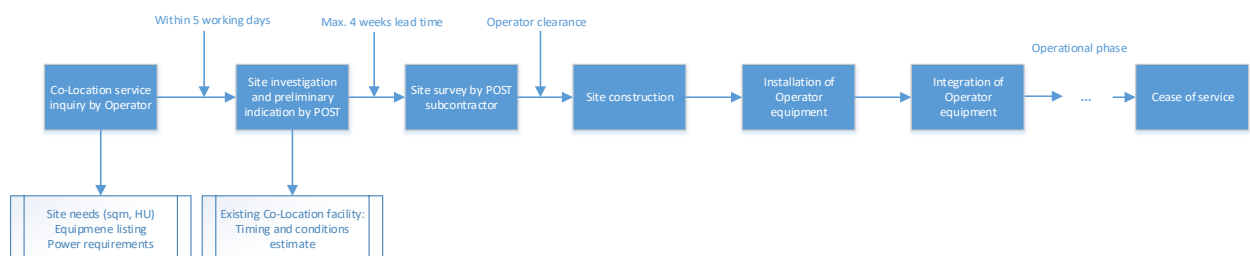 Within 5 working days
Max. 4 weeks lead time
Operator clearance
Operational phase
Co-Location service
inquiry by Operator
Site investigation
and preliminary
indication by POST
Site survey by POST
subcontractor
Site construction
Installation of
Operator
equipment
Integration of
Operator
equipment
...
Cease of service
Site needs (sqm, HU)
Equipmene listing
Power requirements
Existing Co-Location facility:
Timing and conditions
estimate